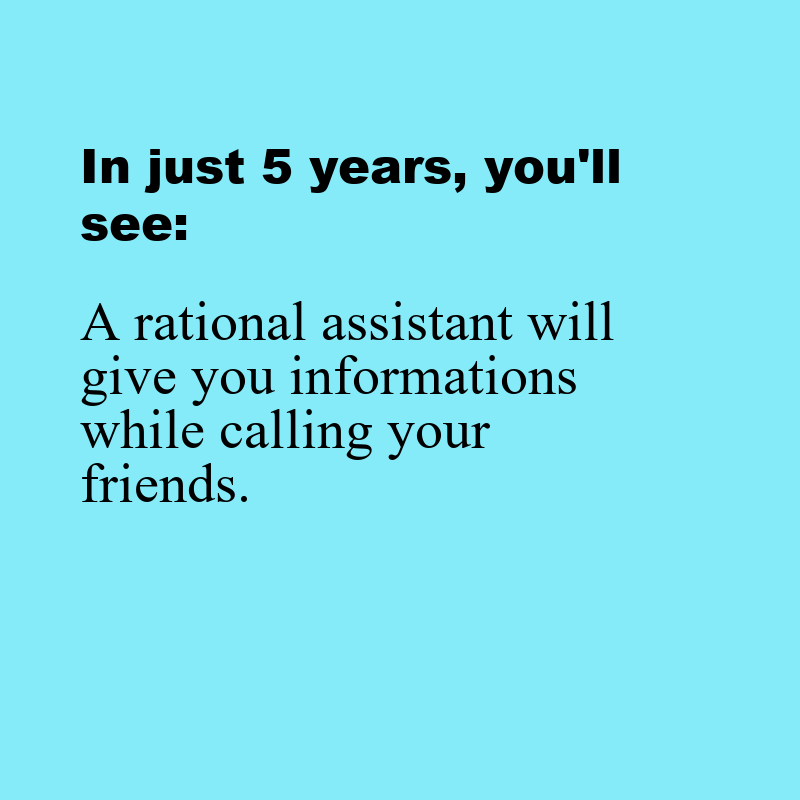 In just 5 years, you'll
see:
A rational assistant will
give you informations
while calling your
friends.